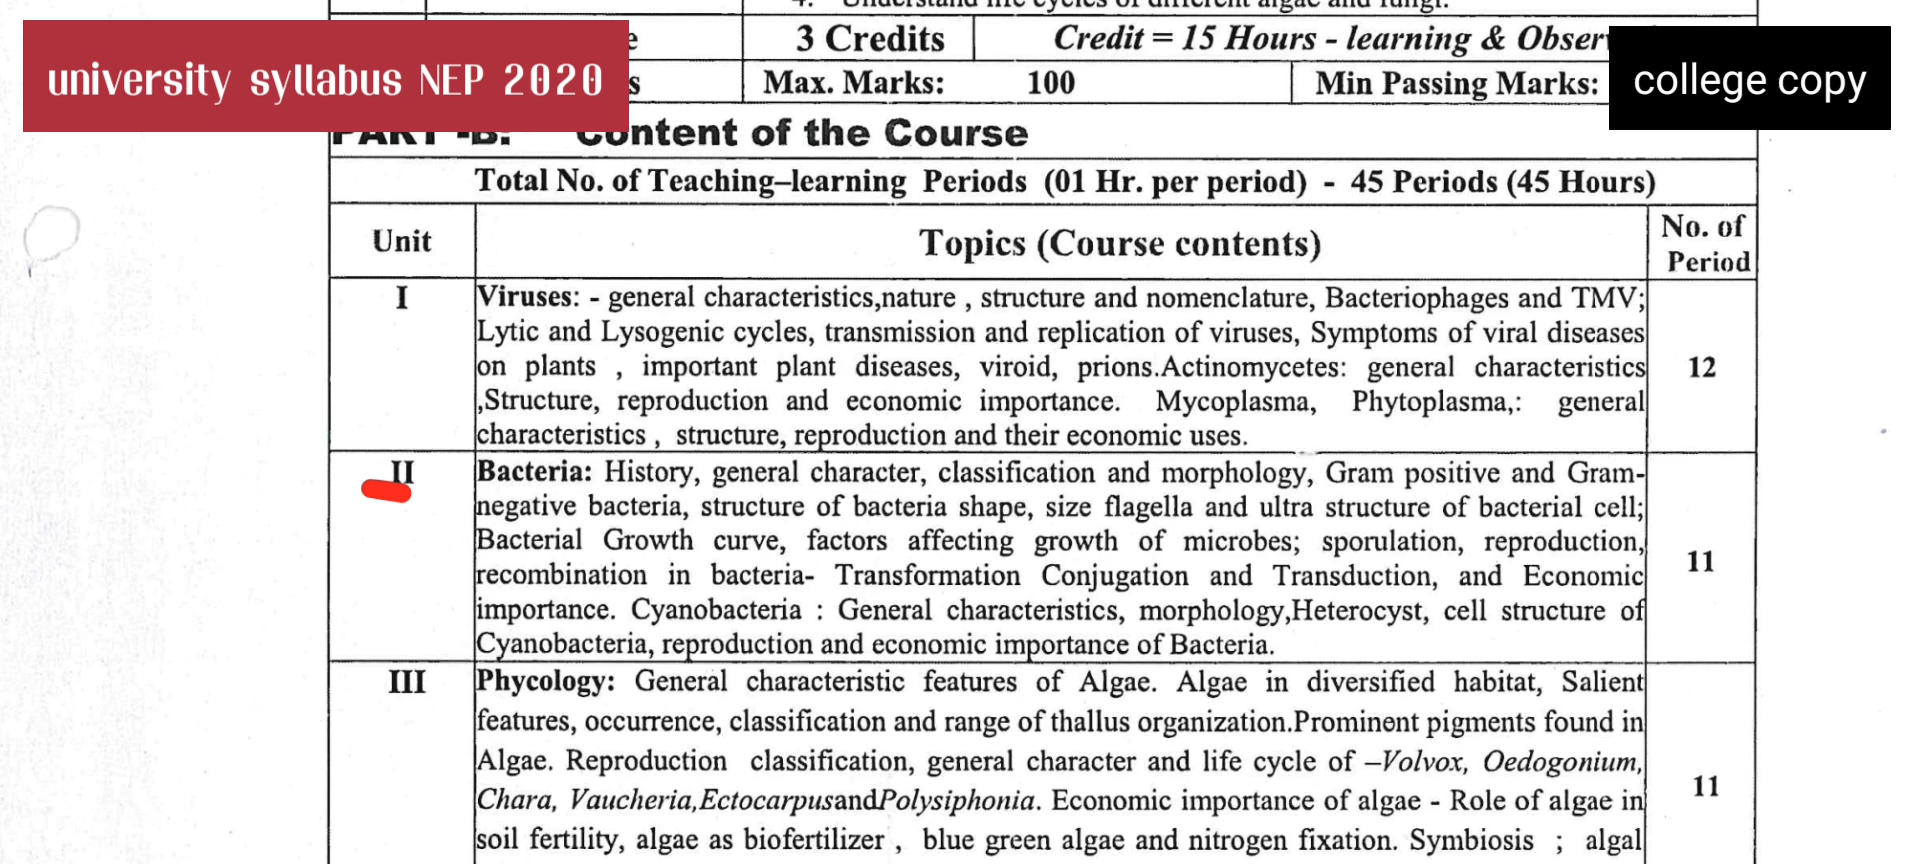 4. Understand life cycles of different algae and fungi.
university syllabus NEP 2020
3 Credits Credit = 15 Hours - learning & Obser
college copy
Max. Marks: 100 Min Passing Marks:
PART -B: Content of the Course
Total No. of Teaching–learning Periods (01 Hr. per period) - 45 Periods (45 Hours)
Unit Topics (Course contents) No. of Period
I
Viruses: - general characteristics,nature , structure and nomenclature, Bacteriophages and TMV;
Lytic and Lysogenic cycles, transmission and replication of viruses, Symptoms of viral diseases
on plants , important plant diseases, viroid, prions.Actinomycetes: general characteristics
,Structure, reproduction and economic importance. Mycoplasma, Phytoplasma,: general
characteristics , structure, reproduction and their economic uses.
12
II
Bacteria: History, general character, classification and morphology, Gram positive and Gram-
negative bacteria, structure of bacteria shape, size flagella and ultra structure of bacterial cell;
Bacterial Growth curve, factors affecting growth of microbes; sporulation, reproduction,
recombination in bacteria- Transformation Conjugation and Transduction, and Economic
importance. Cyanobacteria : General characteristics, morphology,Heterocyst, cell structure of
Cyanobacteria, reproduction and economic importance of Bacteria.
11
III
Phycology: General characteristic features of Algae. Algae in diversified habitat, Salient
features, occurrence, classification and range of thallus organization.Prominent pigments found in
Algae. Reproduction classification, general character and life cycle of –Volvox, Oedogonium,
Chara, Vaucheria,EctocarpusandPolysiphonia. Economic importance of algae - Role of algae in
soil fertility, algae as biofertilizer , blue green algae and nitrogen fixation. Symbiosis ; algal
11